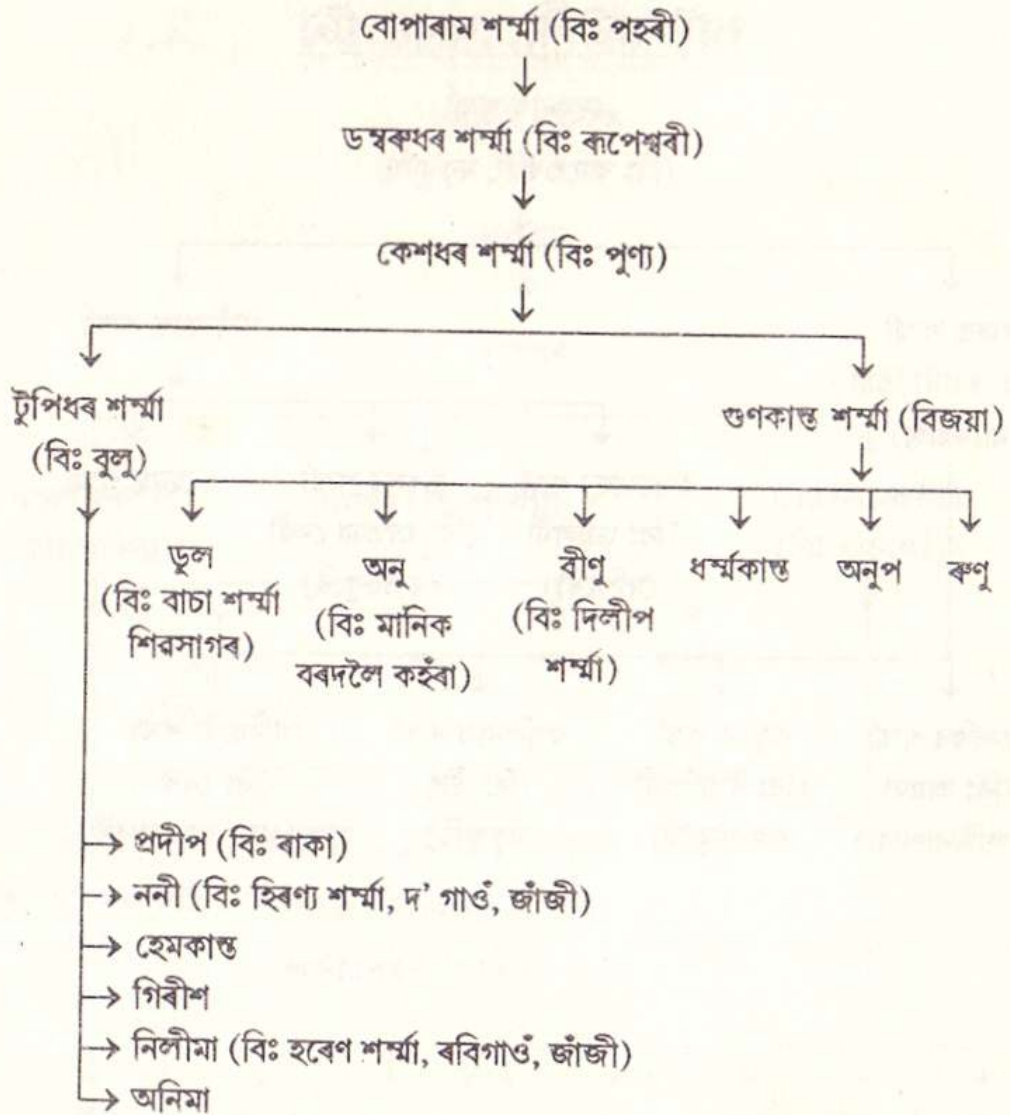 বোপাৰাম শৰ্ম্মা (বিঃ পহৰী)
ডম্বৰুধৰ শৰ্ম্মা (বিঃ ৰূপেশ্বৰী)
কেশধৰ শৰ্ম্মা (বিঃ পুণ্য)
টুপিধৰ শৰ্ম্মা
(বিঃ বুলু)
গুণকান্ত শৰ্ম্মা (বিজয়া)
ডুল
(বিঃ বাচা শৰ্ম্মা
শিৱসাগৰ)
অনু
(বিঃ মানিক
বৰদলৈ কহঁৰা)
ৰীণু
(বিঃ দিলীপ
শৰ্ম্মা)
ধৰ্ম্মকান্ত
অনুপ
ৰুণু
প্ৰদীপ (বিঃ ৰাকা)
ননী (বিঃ হিৰণ্য শৰ্ম্মা, দ' গাওঁ, জাঁজী)
হেমকান্ত
গিৰীশ
নিলীমা (বিঃ হৰেণ শৰ্ম্মা, ৰবিগাওঁ, জাঁজী)
অনিমা